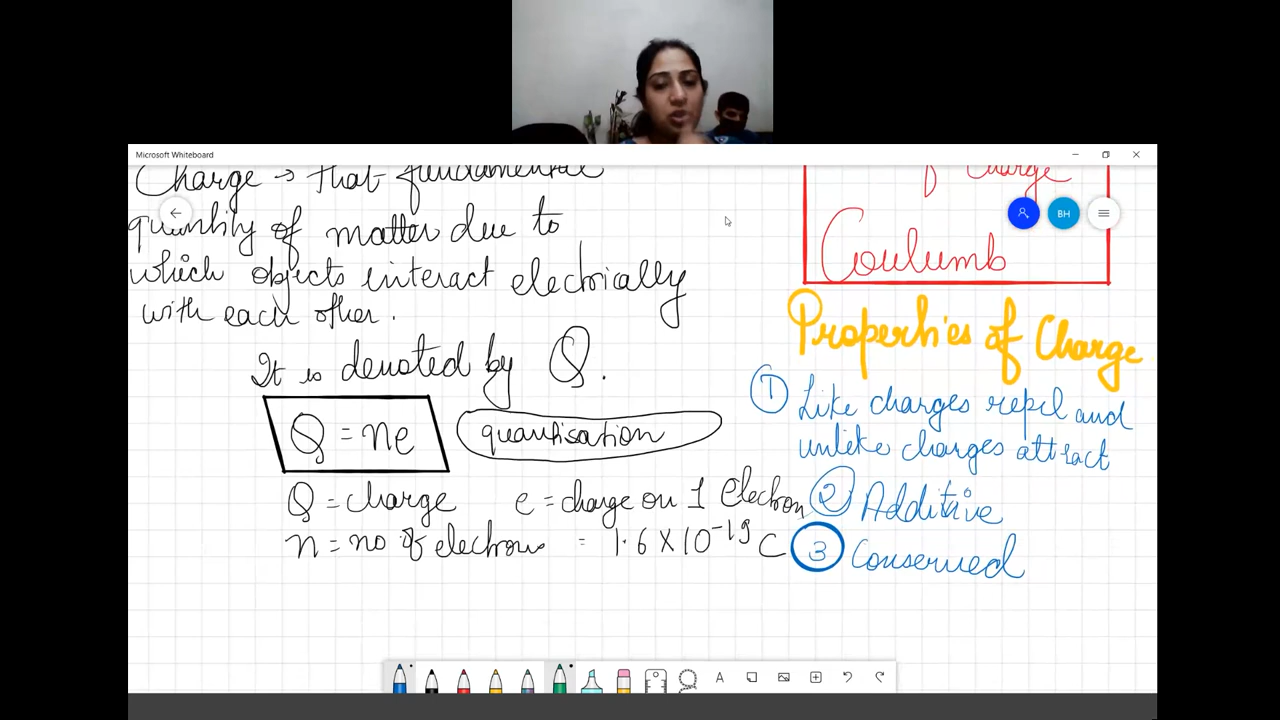 Microsoft Whiteboard
Charge → that fundamental
quantity of matter due to
which objects interact electrically
with each other.
It is denoted by Q.
Q = ne
quantisation
Q = charge
e = charge on 1 electron
n = no of electrons
= 1.6 X 10⁻¹⁹ C
of Charge
Coulumb
BH
Properties of Charge
① Like charges repel and
unlike charges attract
② Additive
③ Conserved
A